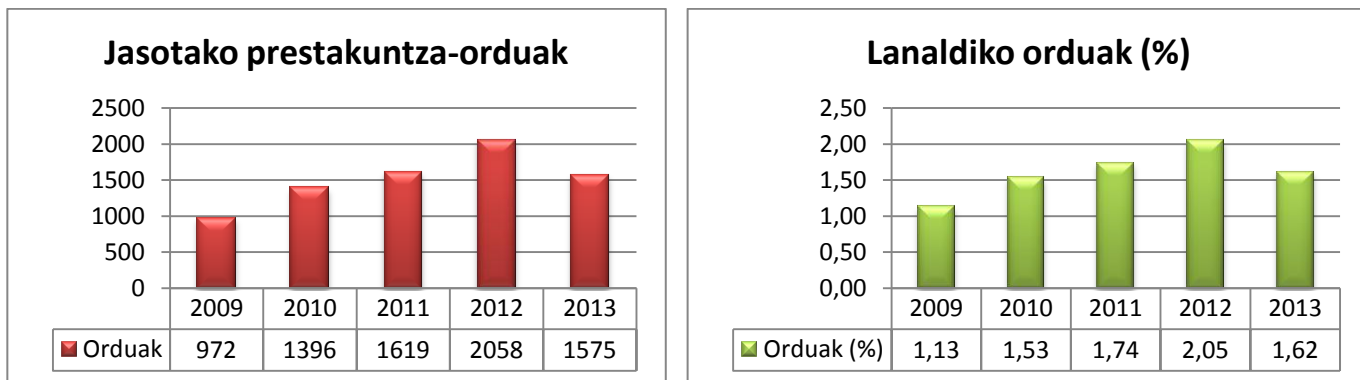 Jasotako prestakuntza-orduak
2500
2000
1500
1000
500
0
2009 2010 2011 2012 2013
Orduak 972 1396 1619 2058 1575
Lanaldiko orduak (%)
2,50
2,00
1,50
1,00
0,50
0,00
2009 2010 2011 2012 2013
Orduak (%) 1,13 1,53 1,74 2,05 1,62